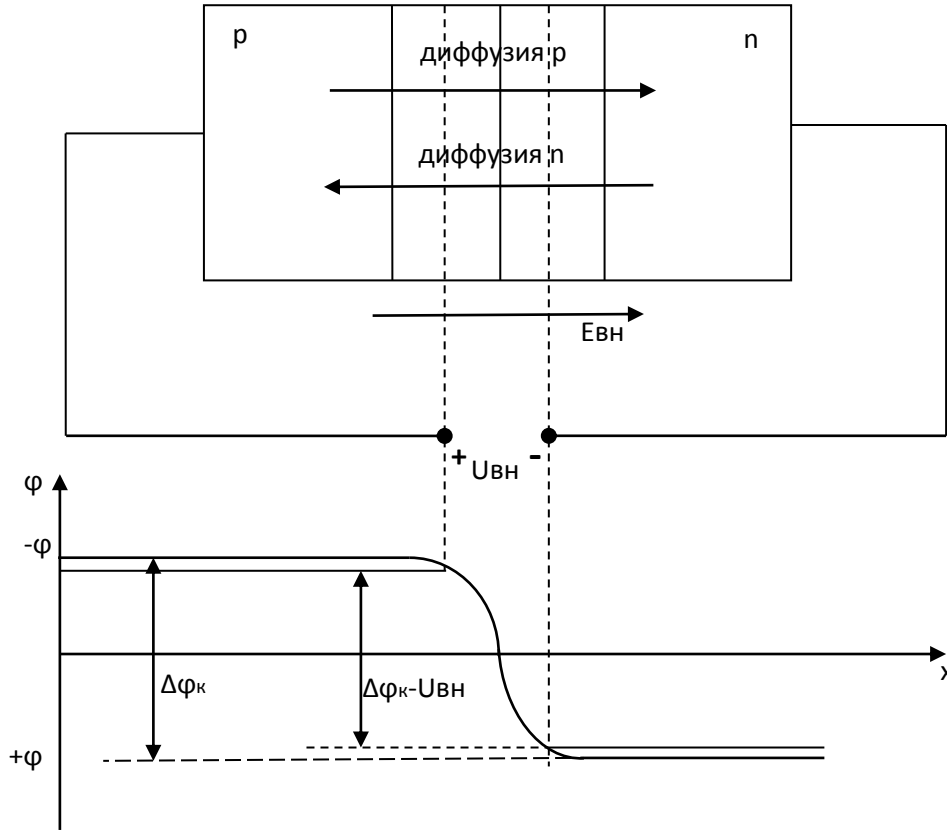 p
n
диффузия p
диффузия n
Eвн
+ Uвн -
φ
-φ
Δφк
Δφк-Uвн
x
+φ